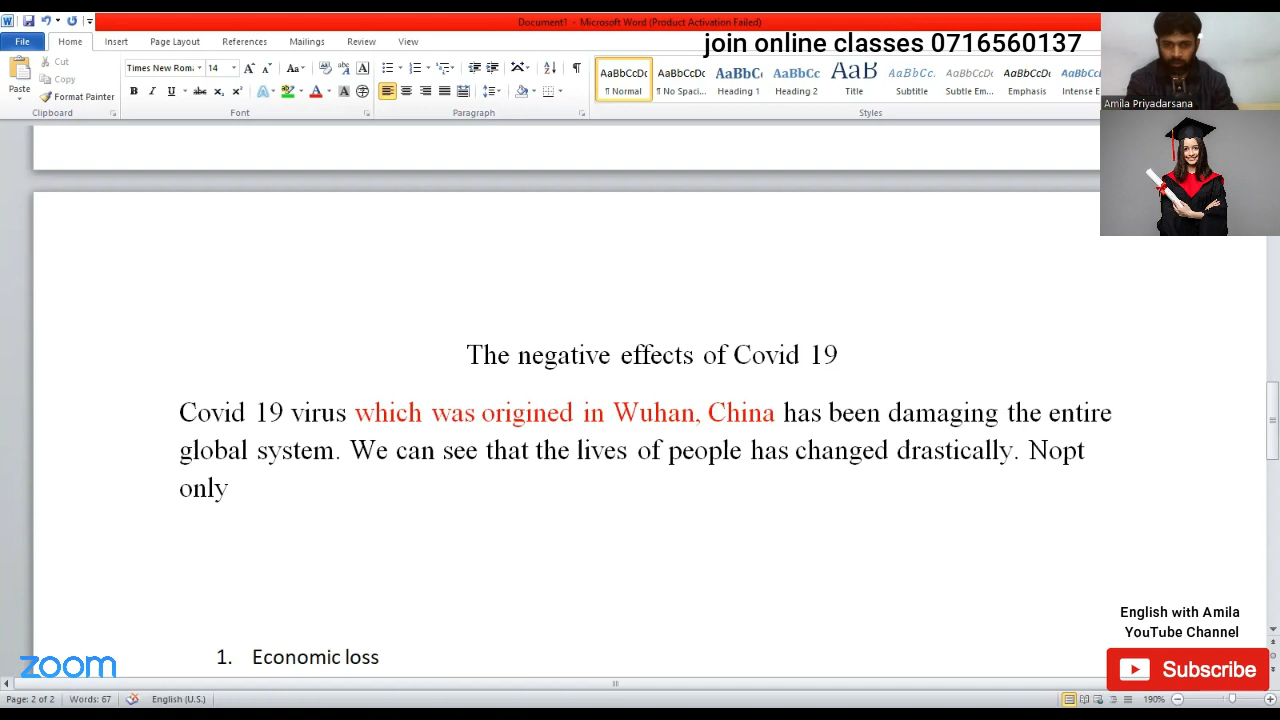 Document1 - Microsoft Word (Product Activation Failed)
File Home Insert Page Layout References Mailings Review View
join online classes 0716560137
Cut
Copy
Paste
Format Painter
Times New Rom 14
AaBbCcDc AaBbCcDc AaBbC AaBbCc AaB AaBbCc. AaBbCcDc AaBbCcDc AaBbCcDc
¶ Normal ¶ No Spaci... Heading 1 Heading 2 Title Subtitle Subtle Em... Emphasis Intense E
Clipboard Font Paragraph Styles
Amila Priyadarsana
The negative effects of Covid 19
Covid 19 virus which was origined in Wuhan, China has been damaging the entire
global system. We can see that the lives of people has changed drastically. Nopt
only
1. Economic loss
English with Amila
YouTube Channel
Subscribe
zoom
Page: 2 of 2 Words: 67 English (U.S.) 190%